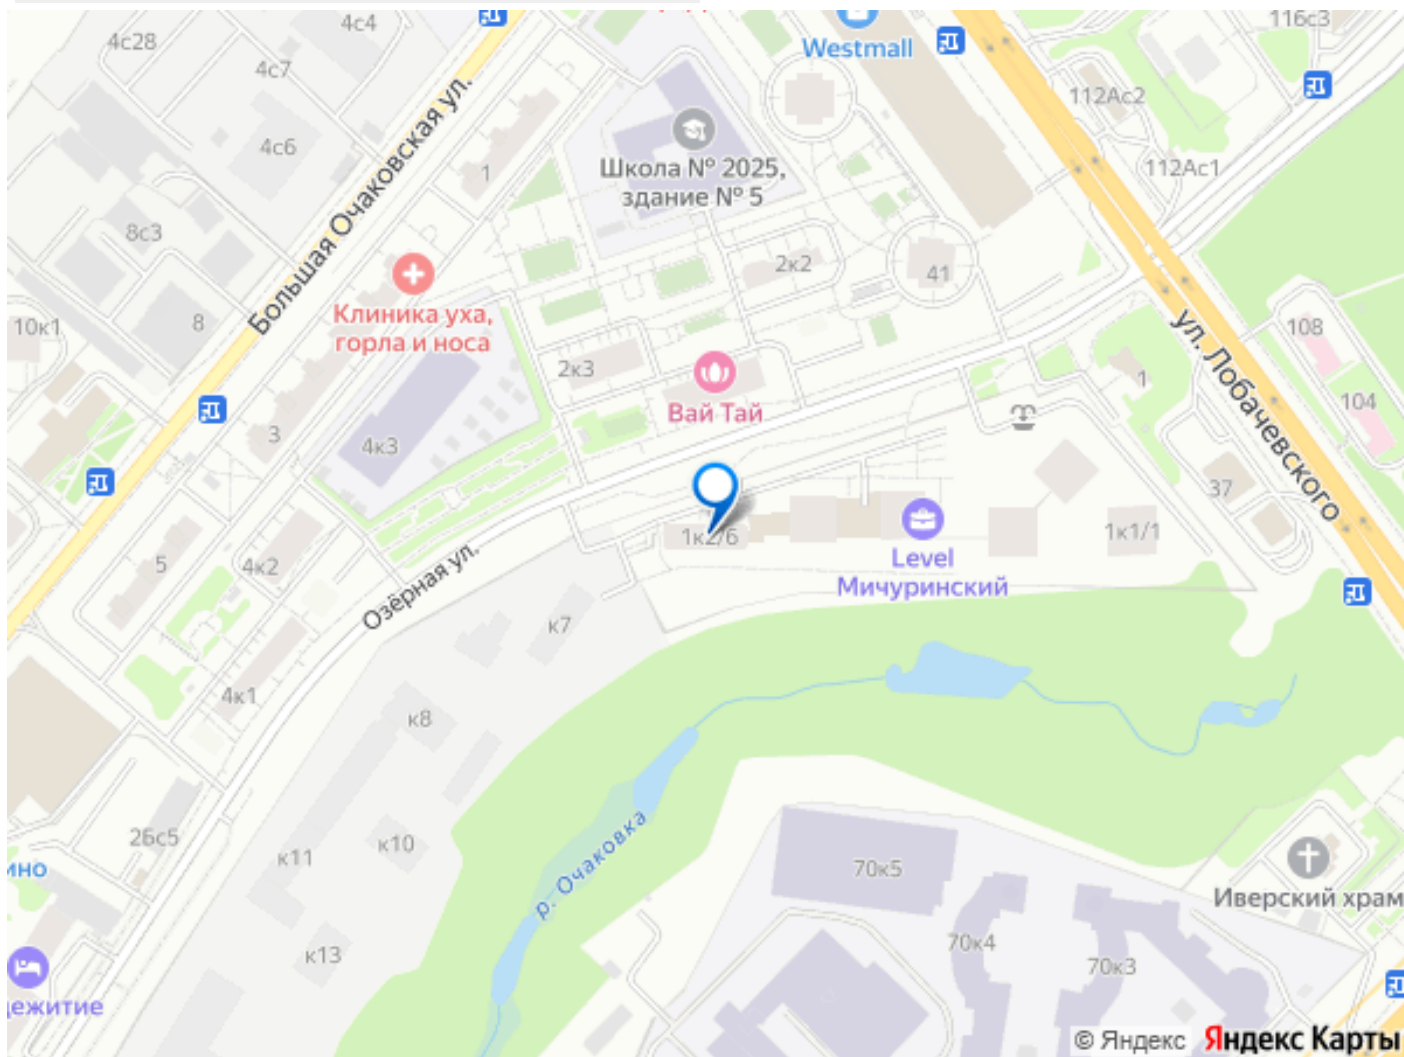 4с28
4с4
116с3
Westmall
4с7
112Ас2
4с6
Школа № 2025,
здание № 5
112Ас1
1
Большая Очаковская ул.
8с3
2к2
41
10к1
8
Клиника уха,
горла и носа
ул. Лобачевского
108
2к3
1
Вай Тай
104
3
4к3
37
1к2/6
1к1/1
Level
Мичуринский
5
4к2
Озёрная ул.
к7
4к1
к8
р. Очаковка
26с5
к10
к11
70к5
ино
Иверский храм
70к4
к13
70к3
ежитие
© Яндекс Яндекс Карты